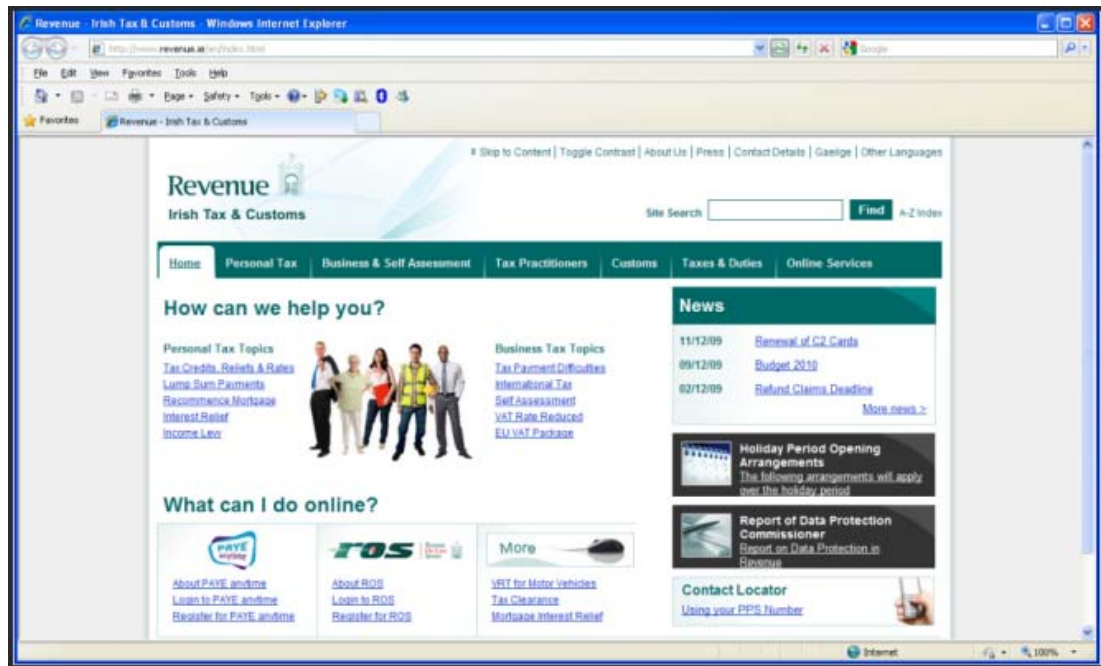 Revenue - Irish Tax & Customs - Windows Internet Explorer
http://www.revenue.ie/en/index.html
Google
File Edit View Favorites Tools Help
Page Safety Tools
Favorites Revenue - Irish Tax & Customs
Skip to Content | Toggle Contrast | About Us | Press | Contact Details | Gaeilge | Other Languages
Revenue
Irish Tax & Customs
Site Search Find A-Z Index
Home Personal Tax Business & Self Assessment Tax Practitioners Customs Taxes & Duties Online Services
How can we help you?
Personal Tax Topics
Tax Credits, Reliefs & Rates
Lump Sum Payments
Recommence Mortgage
Interest Relief
Income Levy
Business Tax Topics
Tax Payment Difficulties
International Tax
Self Assessment
VAT Rate Reduced
EU VAT Package
News
11/12/09 Renewal of C2 Cards
09/12/09 Budget 2010
02/12/09 Refund Claims Deadline
More news >
Holiday Period Opening
Arrangements
The following arrangements will apply
over the holiday period
Report of Data Protection
Commissioner
Report on Data Protection in
Revenue
Contact Locator
Using your PPS Number
What can I do online?
PAYE
anytime
About PAYE anytime
Login to PAYE anytime
Register for PAYE anytime
ROS
About ROS
Login to ROS
Register for ROS
More
VRT for Motor Vehicles
Tax Clearance
Mortgage Interest Relief
Internet 100%